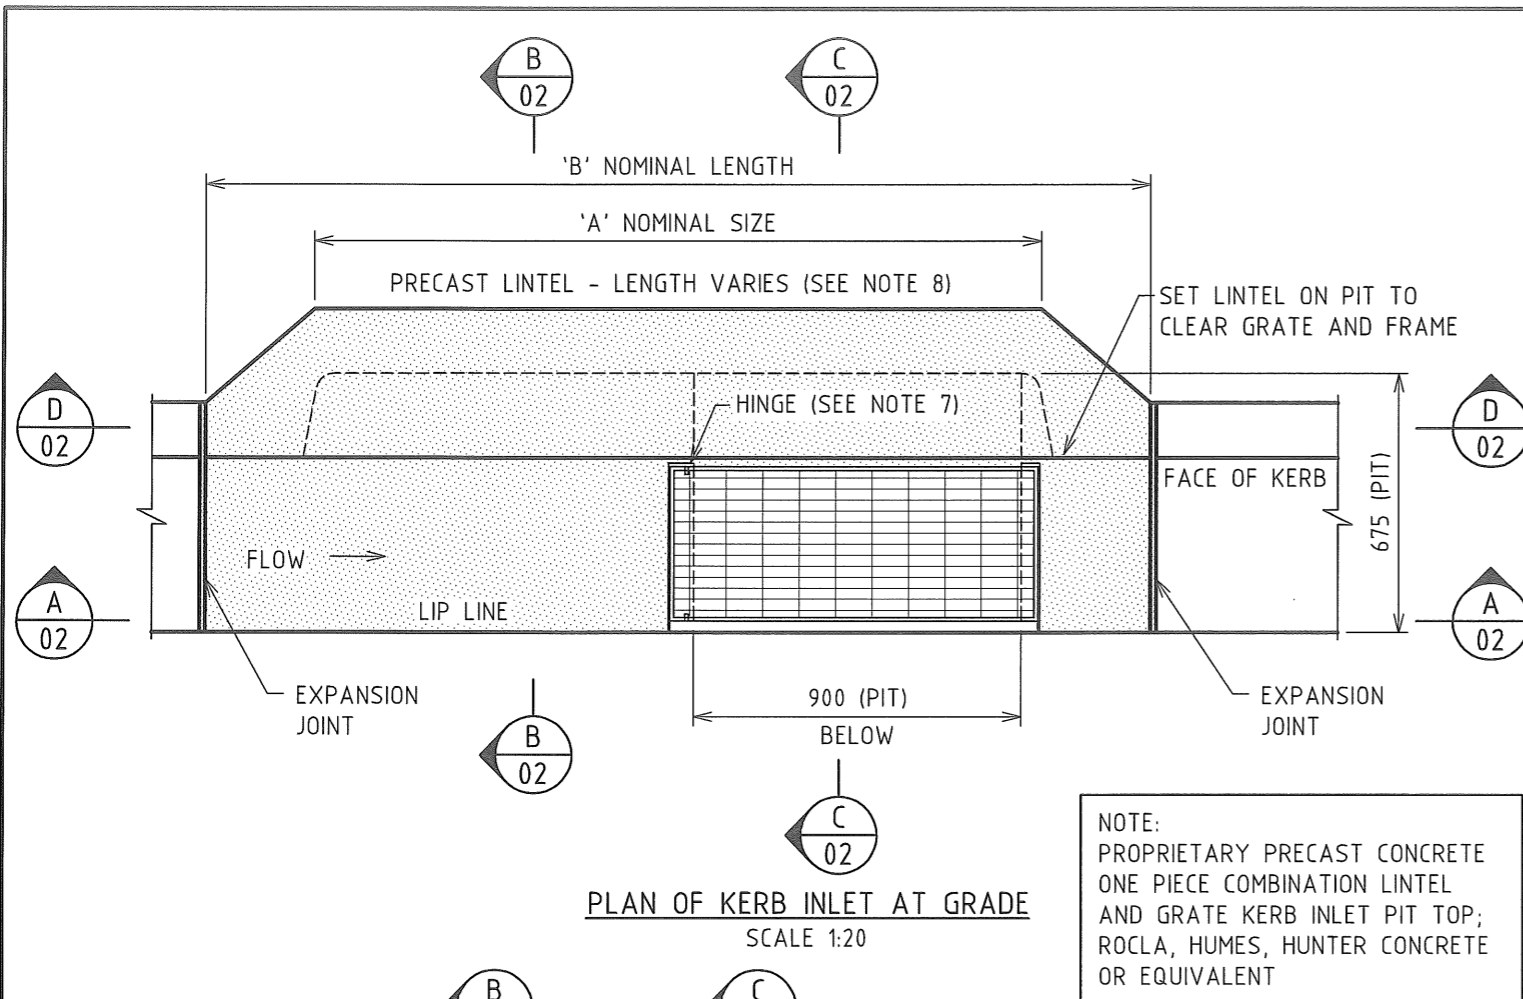 B
02
C
02
'B' NOMINAL LENGTH
'A' NOMINAL SIZE
PRECAST LINTEL - LENGTH VARIES (SEE NOTE 8)
SET LINTEL ON PIT TO
CLEAR GRATE AND FRAME
D
02
HINGE (SEE NOTE 7)
D
02
FACE OF KERB
675 (PIT)
FLOW
A
02
LIP LINE
A
02
EXPANSION
JOINT
900 (PIT)
BELOW
EXPANSION
JOINT
B
02
C
02
PLAN OF KERB INLET AT GRADE
SCALE 1:20
NOTE:
PROPRIETARY PRECAST CONCRETE
ONE PIECE COMBINATION LINTEL
AND GRATE KERB INLET PIT TOP;
ROCLA, HUMES, HUNTER CONCRETE
OR EQUIVALENT
B
C